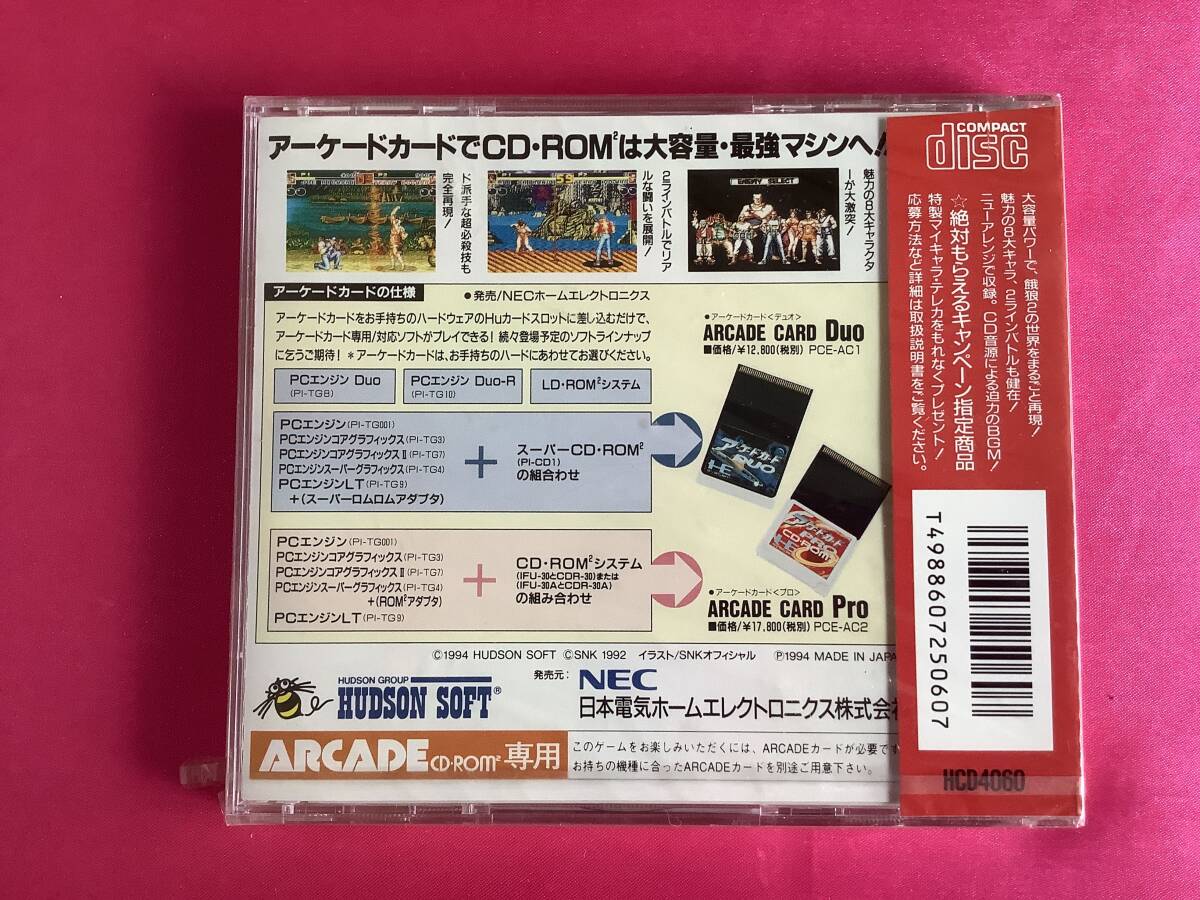 アーケードカードでCD・ROM²は大容量・最強マシンへ!
ド派手な超必殺技も
完全再現!
2ラインバトルでリア
ルな闘いを展開!
ENEMY SELECT
魅力の8大キャラクタ
ーが大激突!
アーケードカードの仕様
●発売/NECホームエレクトロニクス
アーケードカードをお手持ちのハードウェアのHuカードスロットに差し込むだけで、
アーケードカード専用/対応ソフトがプレイできる! 続々登場予定のソフトラインナップ
に乞うご期待! *アーケードカードは、お手持ちのハードにあわせてお選びください。
PCエンジン Duo
(PI-TG8)
PCエンジン Duo-R
(PI-TG10)
LD-ROM²システム
PCエンジン(PI-TG001)
PCエンジンコアグラフィックス(PI-TG3)
PCエンジンコアグラフィックスⅡ(PI-TG7)
PCエンジンスーパーグラフィックス(PI-TG4)
PCエンジンLT(PI-TG9)
+(スーパーロムロムアダプタ)
+
スーパーCD・ROM²
(PI-CD1)
の組合わせ
PCエンジン(PI-TG001)
PCエンジンコアグラフィックス(PI-TG3)
PCエンジンコアグラフィックスⅡ(PI-TG7)
PCエンジンスーパーグラフィックス(PI-TG4)
+(ROM²アダプタ)
PCエンジンLT(PI-TG9)
+
CD・ROM²システム
(IFU-30とCDR-30)または
(IFU-30AとCDR-30A)
の組み合わせ
●アーケードカード<デュオ>
ARCADE CARD Duo
■価格/¥12,800(税別) PCE-AC1
アーケードカード
DUO
アーケードカード
PRO
CD-ROM²
●アーケードカード<プロ>
ARCADE CARD Pro
■価格/¥17,800(税別) PCE-AC2
©1994 HUDSON SOFT ©SNK 1992 イラスト/SNKオフィシャル ℗1994 MADE IN JAPA
HUDSON GROUP
HUDSON SOFT®
発売元:
NEC
日本電気ホームエレクトロニクス株式会
ARCADE CD・ROM² 専用
このゲームをお楽しみいただくには、ARCADEカードが必要です
お持ちの機種に合ったARCADEカードを別途ご用意下さい。
COMPACT
disc
大容量パワーで、餓狼2の世界をまるごと再現!
魅力の8大キャラ、2ラインバトルも健在!
ニューアレンジで収録。CD音源による迫力のBGM!
☆絶対もらえるキャンペーン指定商品
特製マイキャラ・テレカをもれなくプレゼント!
応募方法など詳細は取扱説明書をご覧ください。
T4988607250607
HCD4060